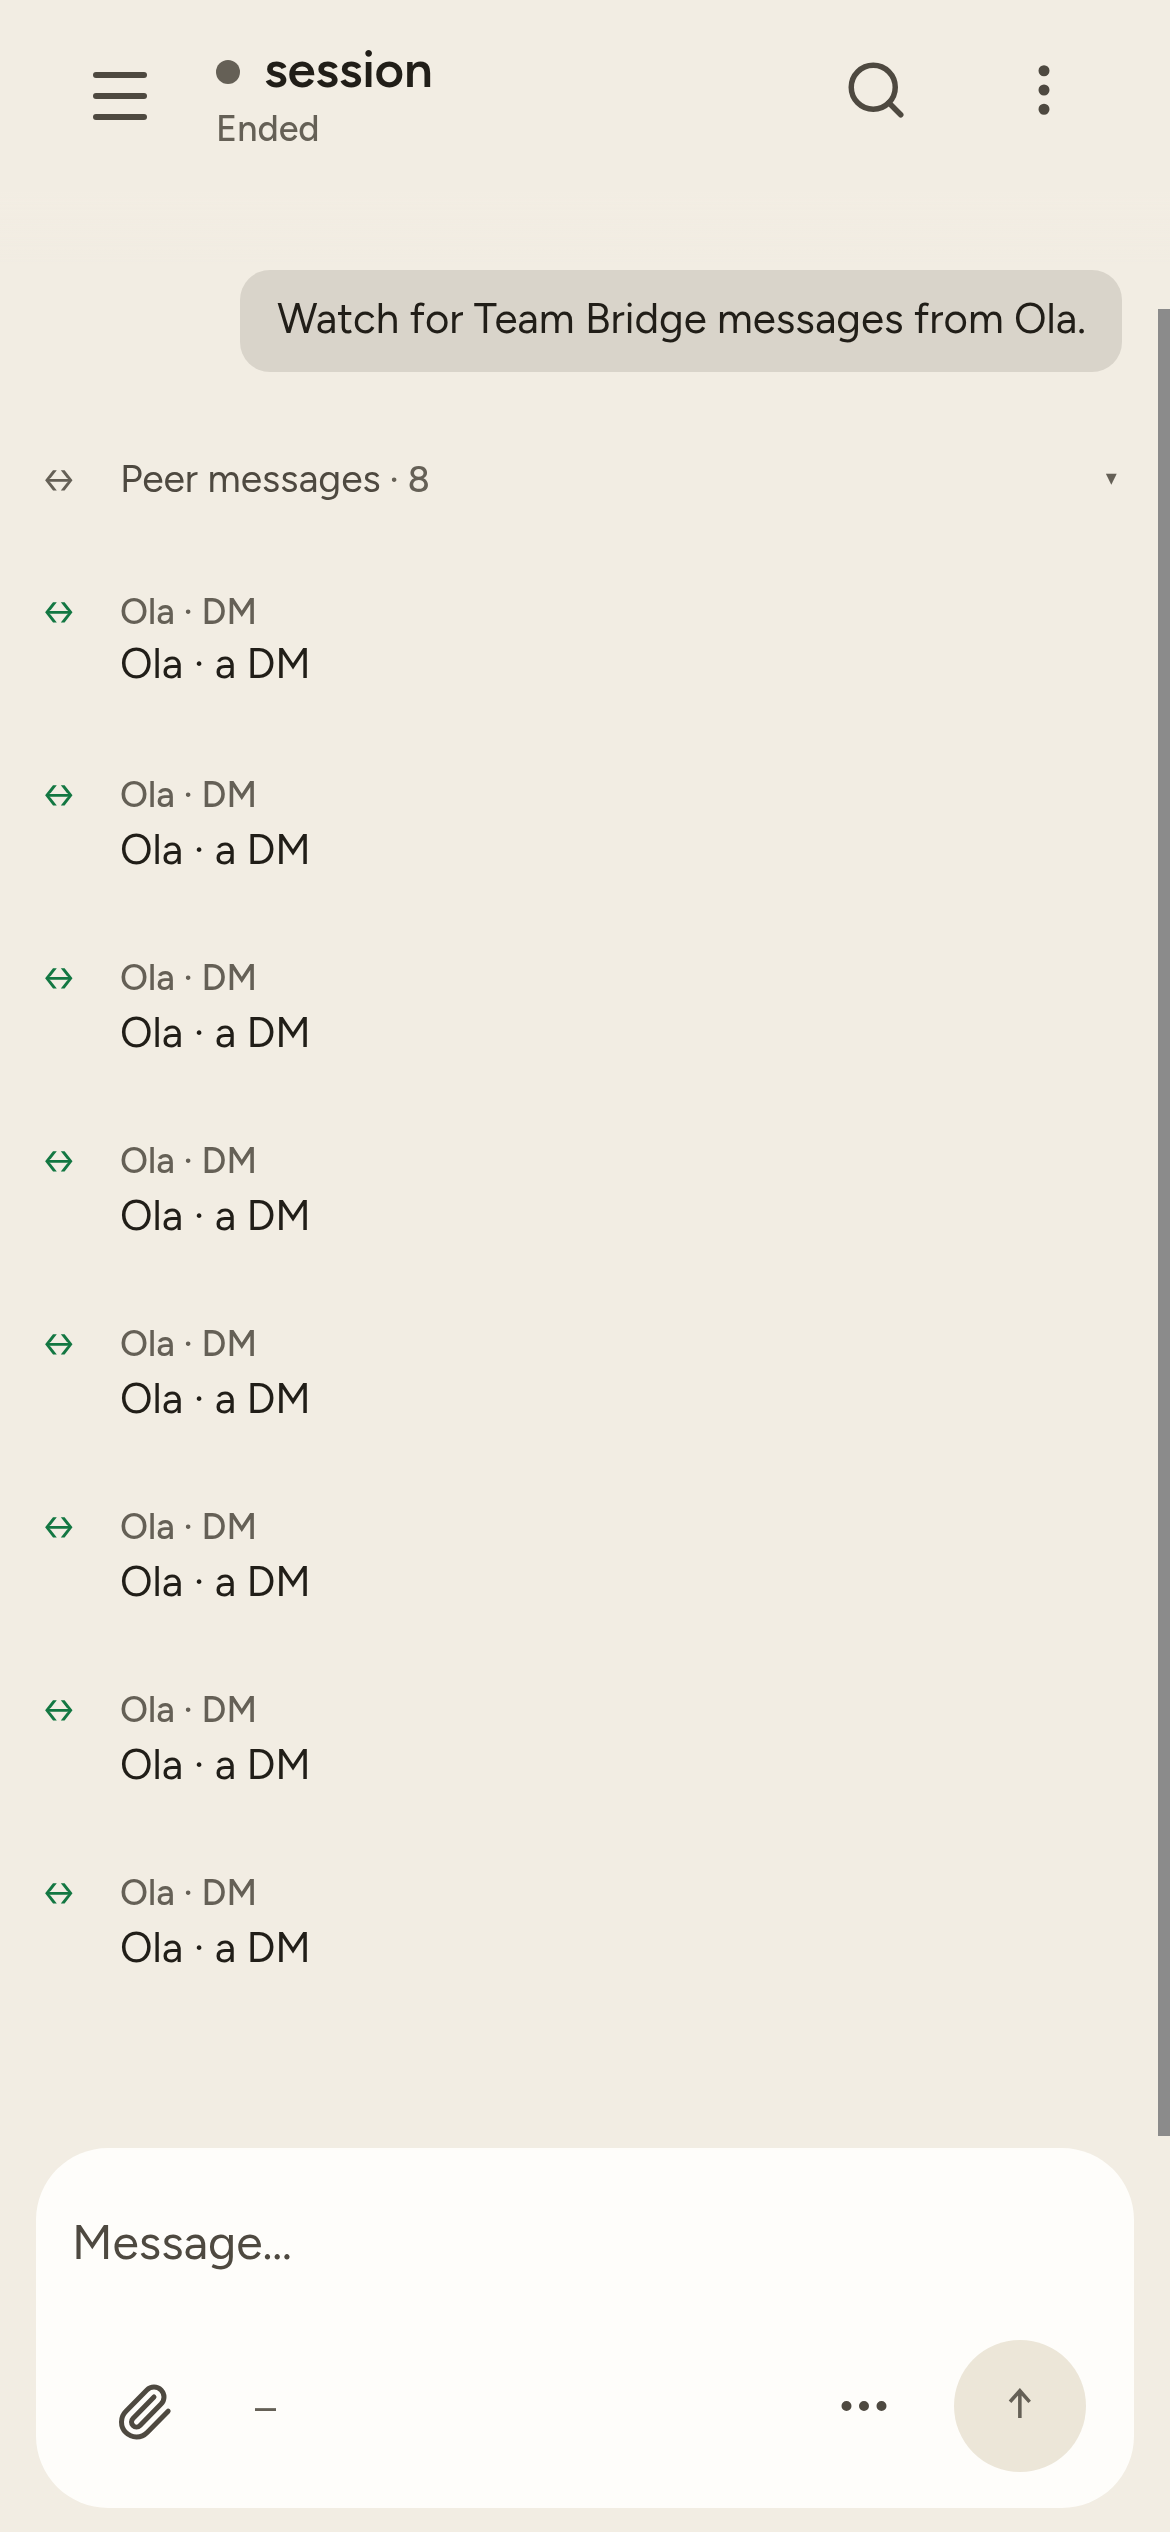 session
Ended
Watch for Team Bridge messages from Ola.
Peer messages · 8
Ola · DM
Ola · a DM
Ola · DM
Ola · a DM
Ola · DM
Ola · a DM
Ola · DM
Ola · a DM
Ola · DM
Ola · a DM
Ola · DM
Ola · a DM
Ola · DM
Ola · a DM
Ola · DM
Ola · a DM
Message...